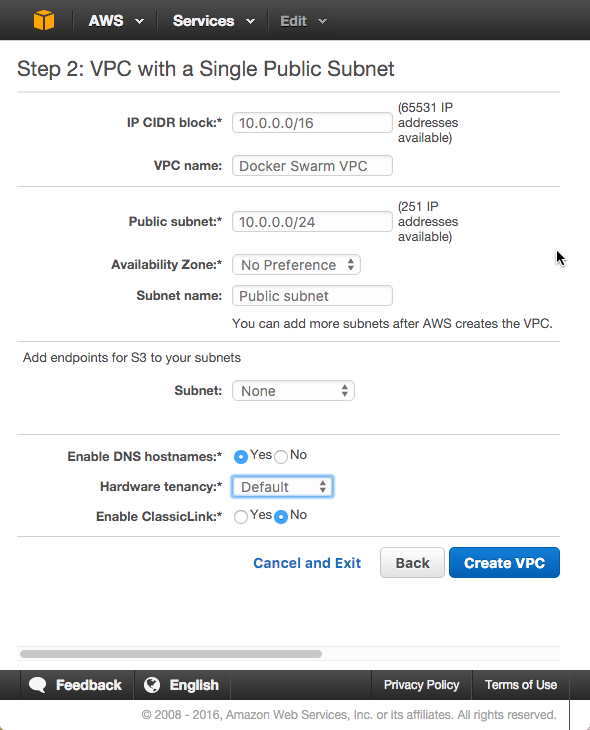 AWS Services Edit
Step 2: VPC with a Single Public Subnet
IP CIDR block:* 10.0.0.0/16 (65531 IP
addresses
available)
VPC name: Docker Swarm VPC
Public subnet:* 10.0.0.0/24 (251 IP
addresses
available)
Availability Zone:* No Preference
Subnet name: Public subnet
You can add more subnets after AWS creates the VPC.
Add endpoints for S3 to your subnets
Subnet: None
Enable DNS hostnames:* Yes No
Hardware tenancy:* Default
Enable ClassicLink:* Yes No
Cancel and Exit Back Create VPC
Feedback English Privacy Policy Terms of Use
© 2008 - 2016, Amazon Web Services, Inc. or its affiliates. All rights reserved.